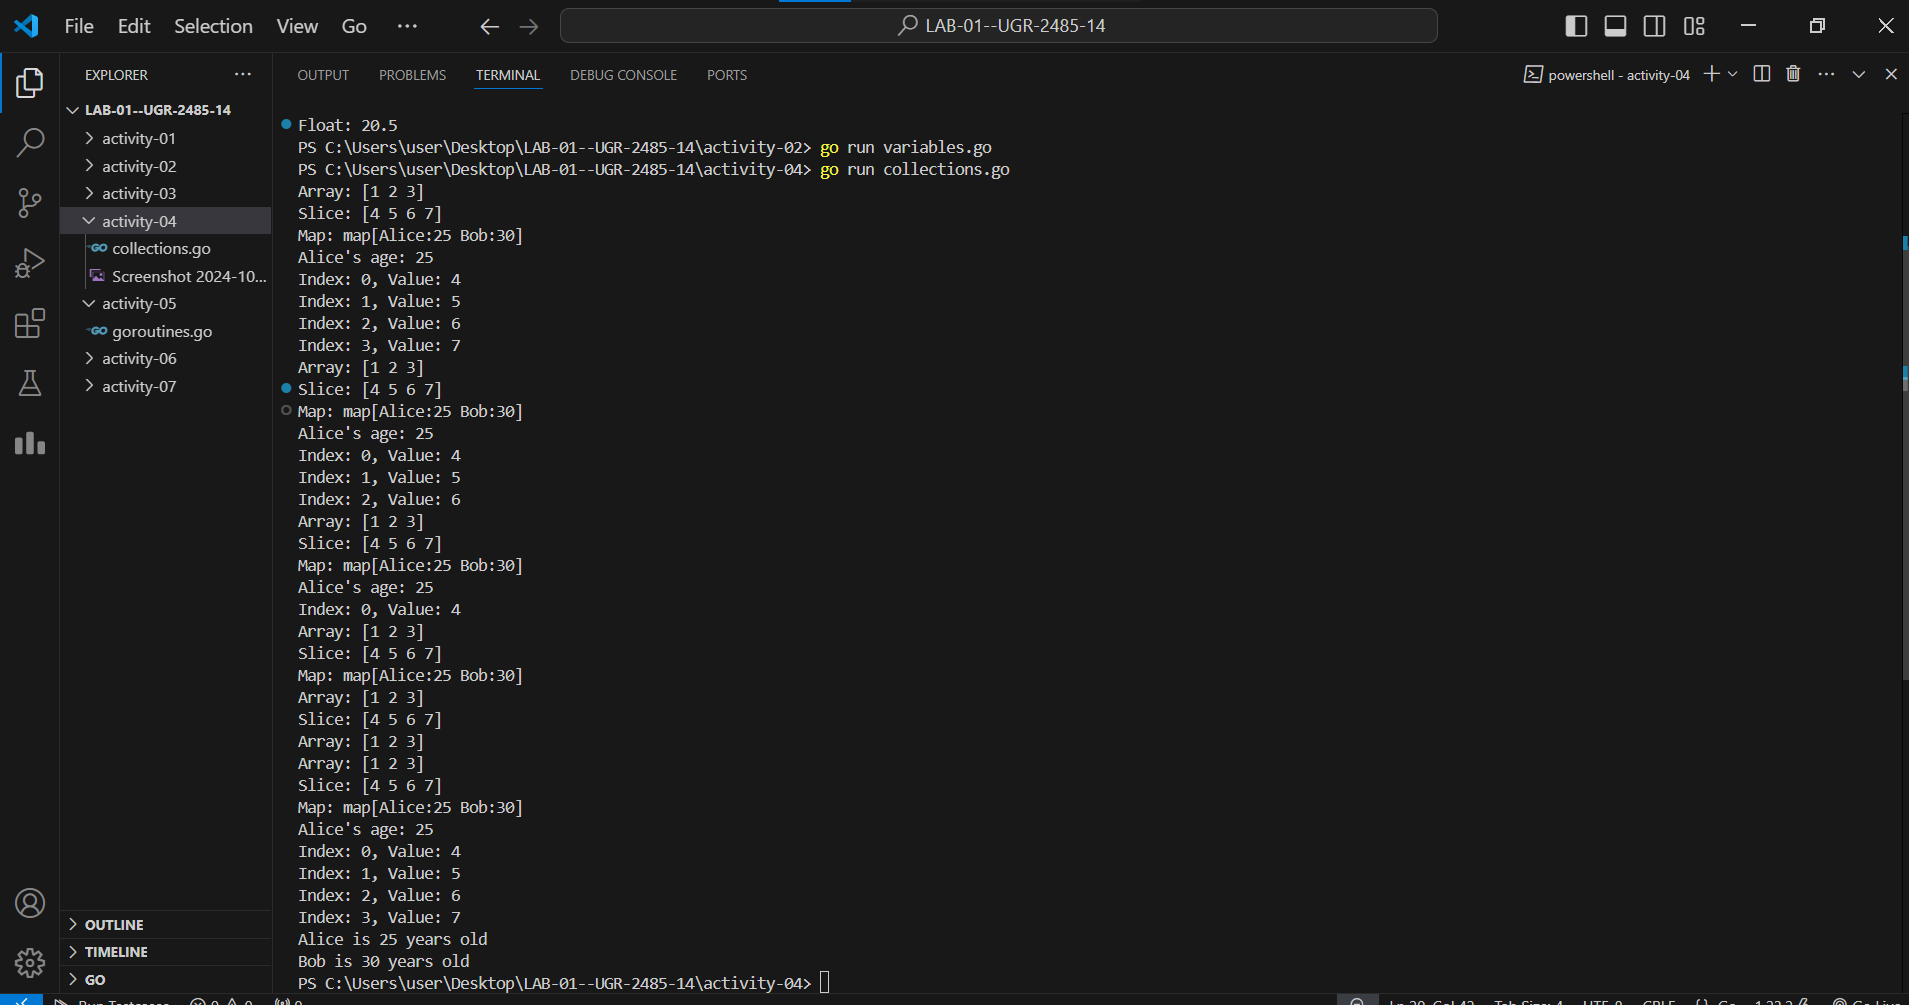 File Edit Selection View Go ··· LAB-01--UGR-2485-14
EXPLORER ···
LAB-01--UGR-2485-14
activity-01
activity-02
activity-03
activity-04
collections.go
Screenshot 2024-10...
activity-05
goroutines.go
activity-06
activity-07
OUTLINE
TIMELINE
GO
OUTPUT PROBLEMS TERMINAL DEBUG CONSOLE PORTS powershell - activity-04
Float: 20.5
PS C:\Users\user\Desktop\LAB-01--UGR-2485-14\activity-02> go run variables.go
PS C:\Users\user\Desktop\LAB-01--UGR-2485-14\activity-04> go run collections.go
Array: [1 2 3]
Slice: [4 5 6 7]
Map: map[Alice:25 Bob:30]
Alice's age: 25
Index: 0, Value: 4
Index: 1, Value: 5
Index: 2, Value: 6
Index: 3, Value: 7
Array: [1 2 3]
Slice: [4 5 6 7]
Map: map[Alice:25 Bob:30]
Alice's age: 25
Index: 0, Value: 4
Index: 1, Value: 5
Index: 2, Value: 6
Array: [1 2 3]
Slice: [4 5 6 7]
Map: map[Alice:25 Bob:30]
Alice's age: 25
Index: 0, Value: 4
Array: [1 2 3]
Slice: [4 5 6 7]
Map: map[Alice:25 Bob:30]
Array: [1 2 3]
Slice: [4 5 6 7]
Array: [1 2 3]
Array: [1 2 3]
Slice: [4 5 6 7]
Map: map[Alice:25 Bob:30]
Alice's age: 25
Index: 0, Value: 4
Index: 1, Value: 5
Index: 2, Value: 6
Index: 3, Value: 7
Alice is 25 years old
Bob is 30 years old
PS C:\Users\user\Desktop\LAB-01--UGR-2485-14\activity-04>